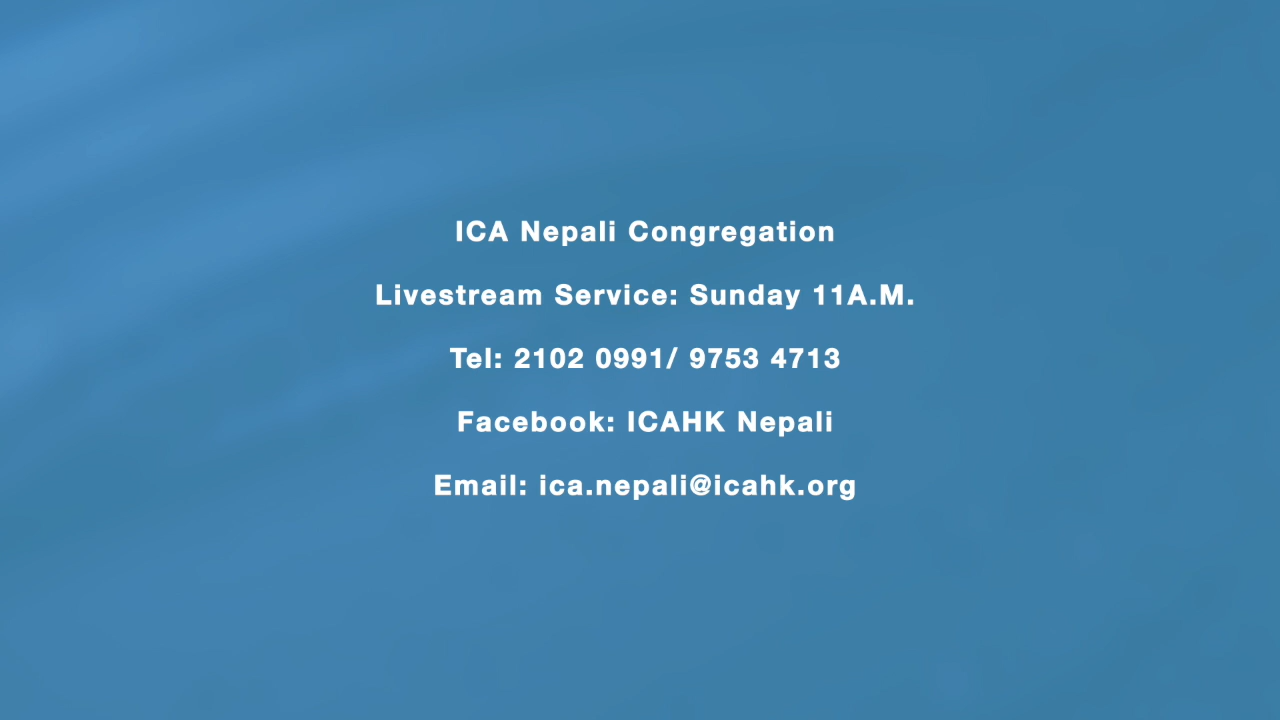 ICA Nepali Congregation
Livestream Service: Sunday 11A.M.
Tel: 2102 0991/ 9753 4713
Facebook: ICAHK Nepali
Email: ica.nepali@icahk.org